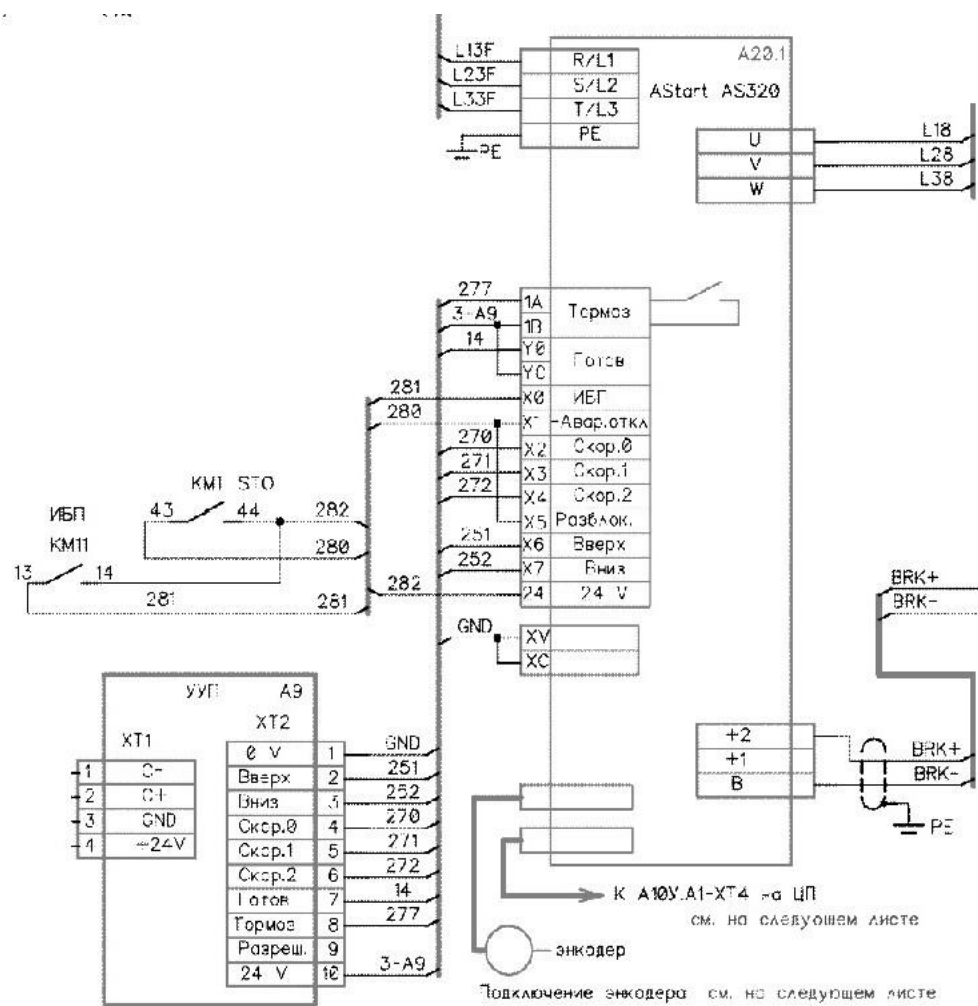 L13F
L23F
L33F
PE
R/L1
S/L2
T/L3
PE
A20.1
AStart AS320
U
V
W
L18
L28
L38
277
3-A9
14
281
280
270
271
272
251
252
282
GND
1A
1B
Y0
YC
X0
X1
X2
X3
X4
X5
X6
X7
24
XV
XC
Тормоз
Готов
ИБП
-Авар.откл
Скор.0
Скор.1
Скор.2
Разблок.
Вверх
Вниз
24 V
KM1 STO
43 44 282
280
ИБП
KM11
13 14
281 281
BRK+
BRK-
+2
+1
B
BRK+
BRK-
PE
УУП A9
XT1
1 C-
2 C+
3 GND
4 +24V
XT2
0 V 1 GND
Вверх 2 251
Вниз 3 252
Скор.0 4 270
Скор.1 5 271
Скор.2 6 272
Готов 7 14
Тормоз 8 277
Разреш. 9
24 V 10 3-A9
К А10У.А1-ХТ4 на ЦП
см. на следующем листе
энкодер
Подключение энкодера см. на следующем листе